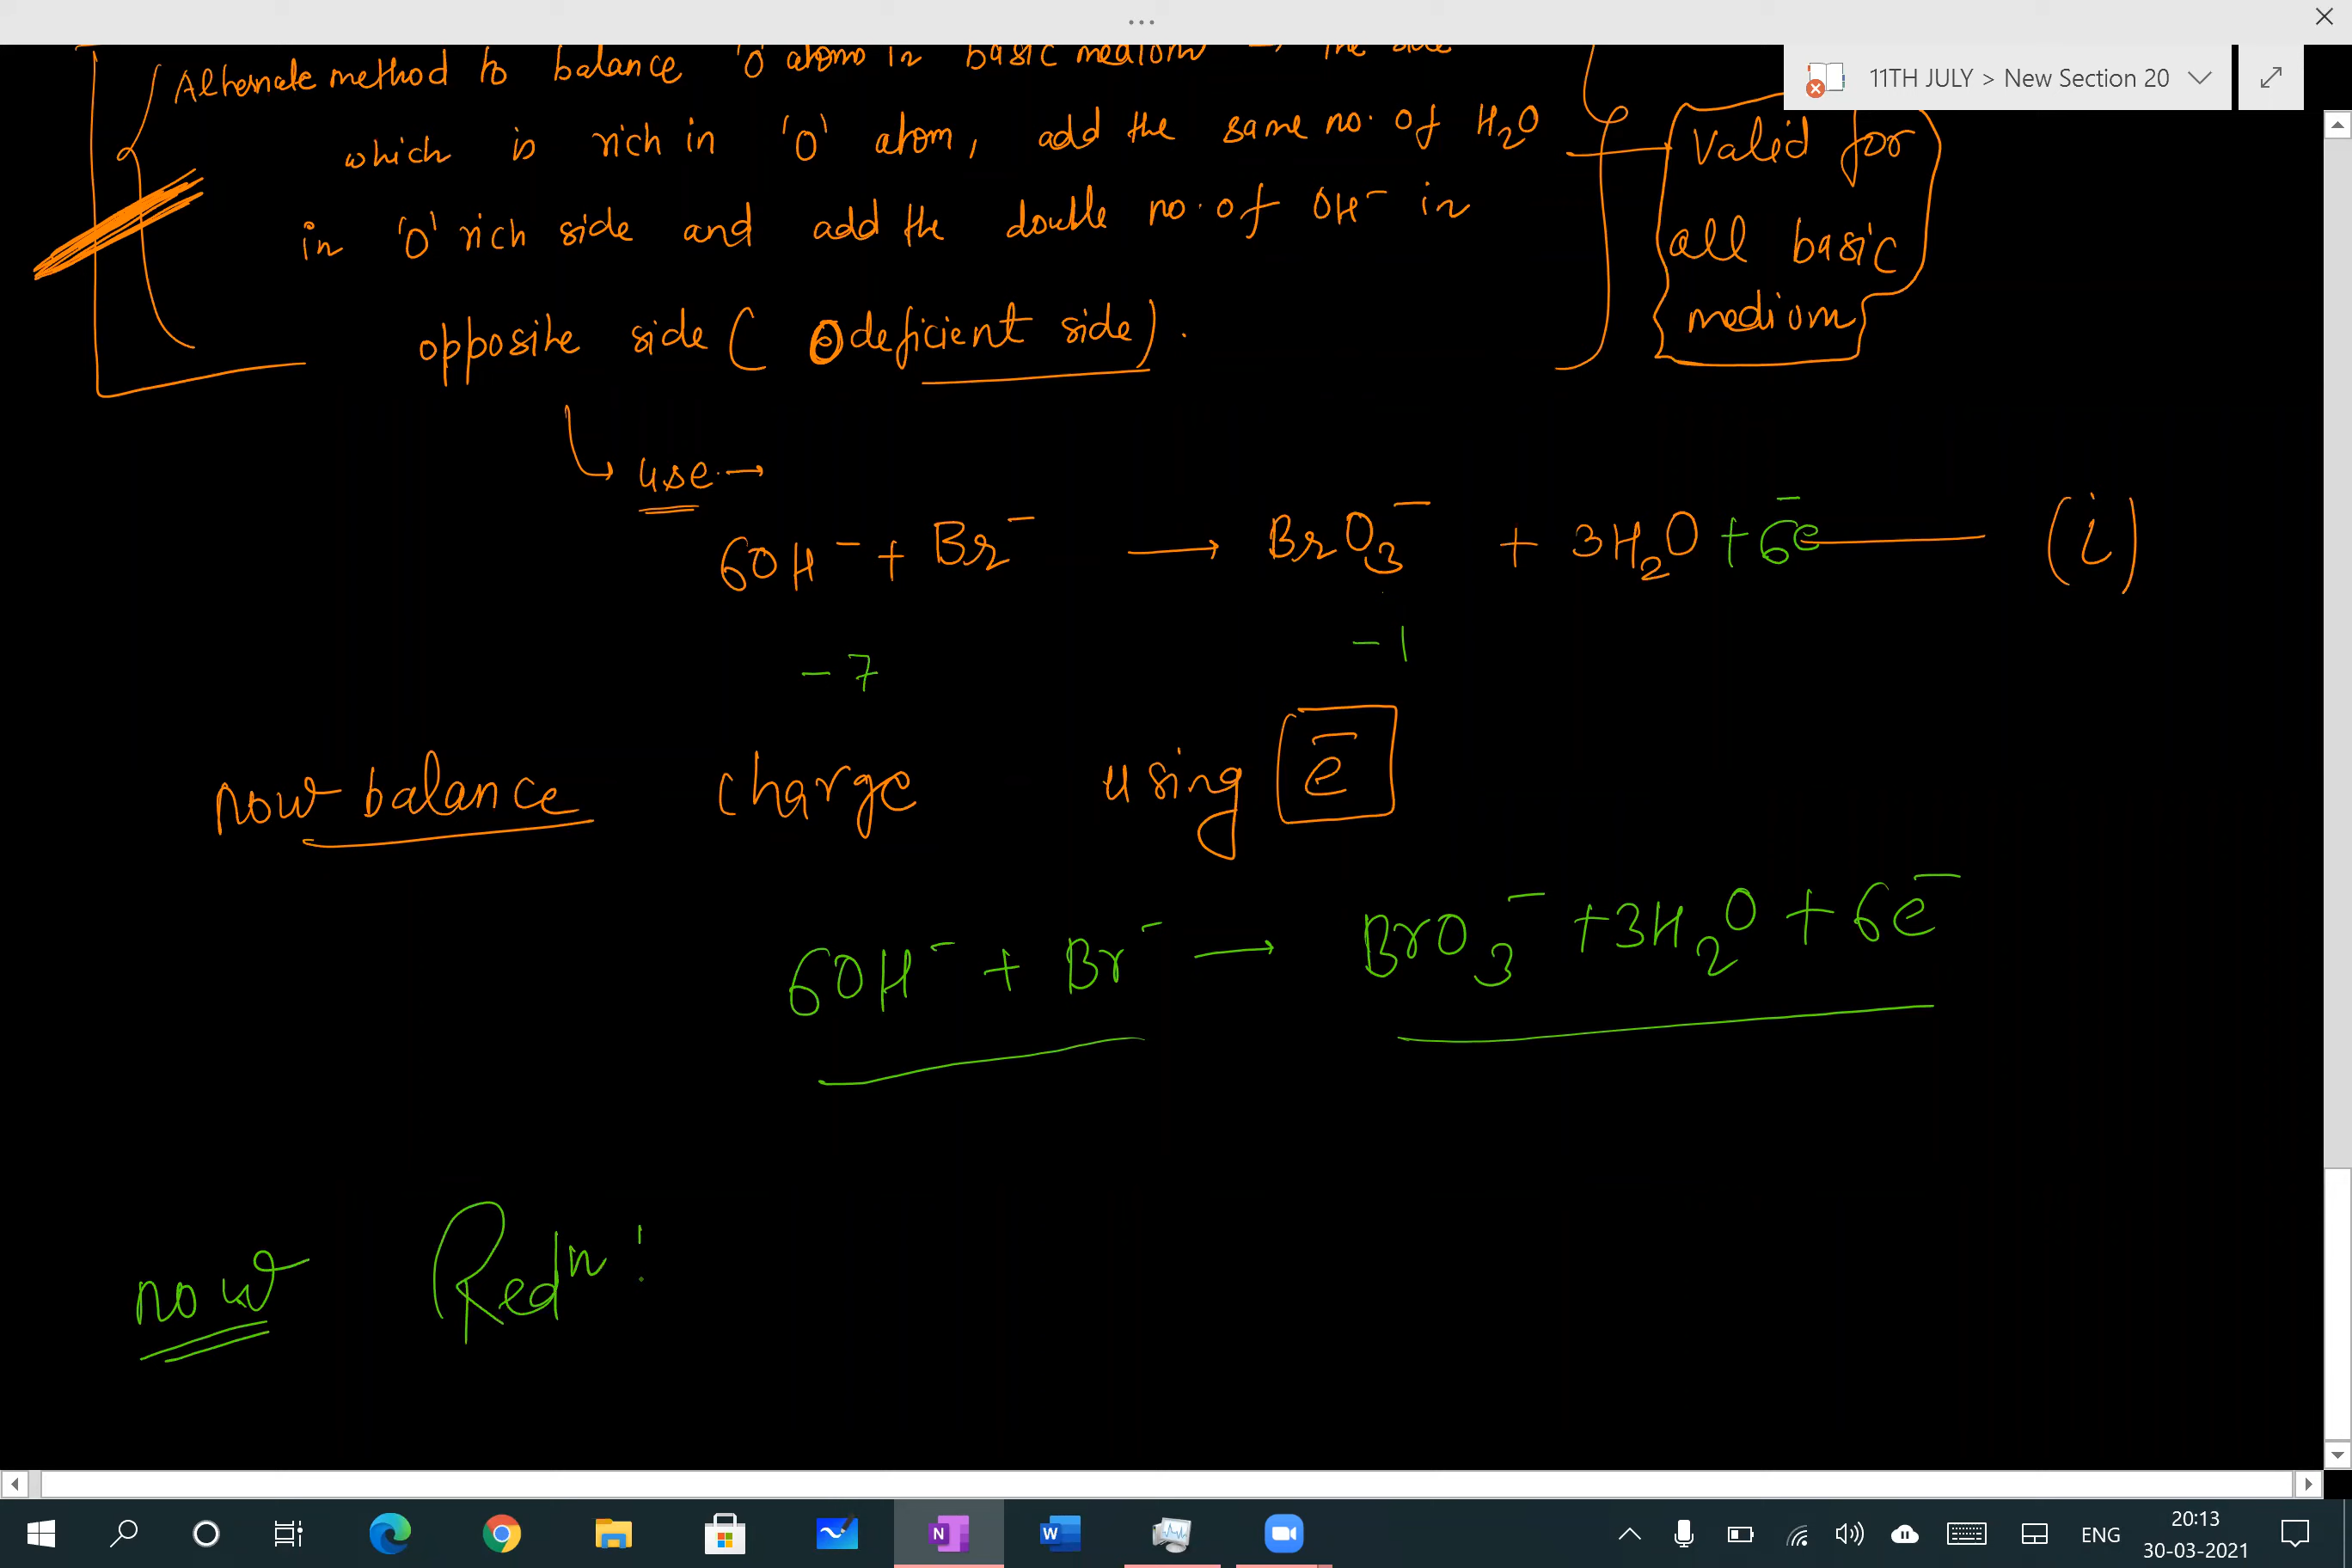 11TH JULY > New Section 20
Alternate method to balance 'O' atoms in basic medium → the side
which is rich in 'O' atom, add the same no. of H₂O
in 'O' rich side and add the double no. of OH⁻ in
opposite side (O deficient side).
Valid for
all basic
medium
use →
6OH⁻ + Br⁻ → BrO₃⁻ + 3H₂O + 6e⁻ (i)
-7 -1
now balance charge using e⁻
6OH⁻ + Br⁻ → BrO₃⁻ + 3H₂O + 6e⁻
now Redⁿ:
ENG
20:13
30-03-2021